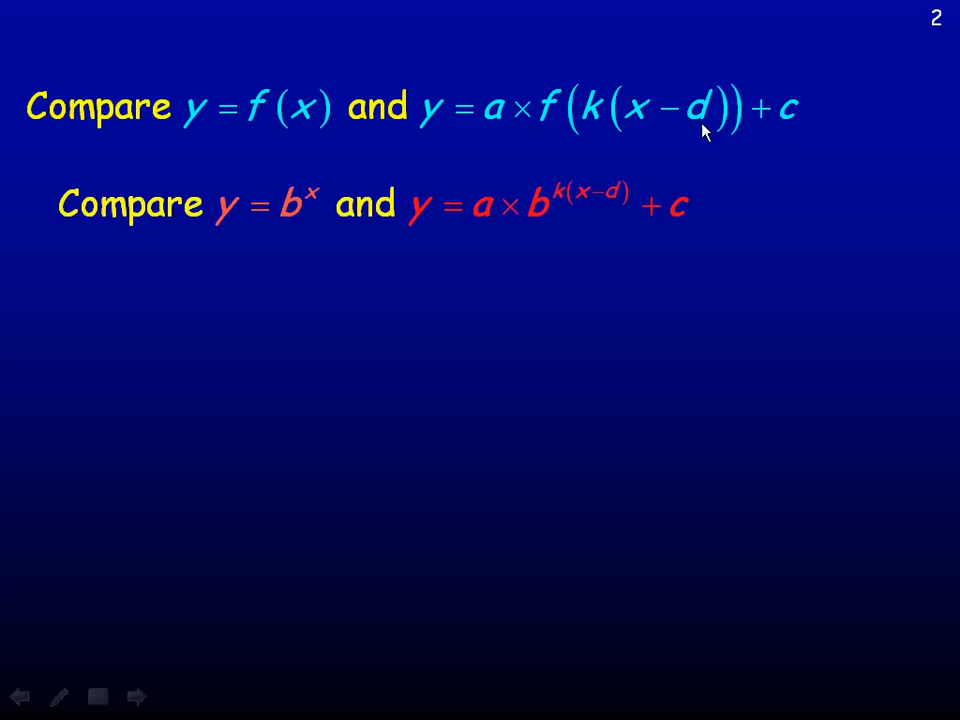 2
Compare y = f (x) and y = a × f (k (x − d)) + c
Compare y = b^x and y = a × b^{k(x−d)} + c